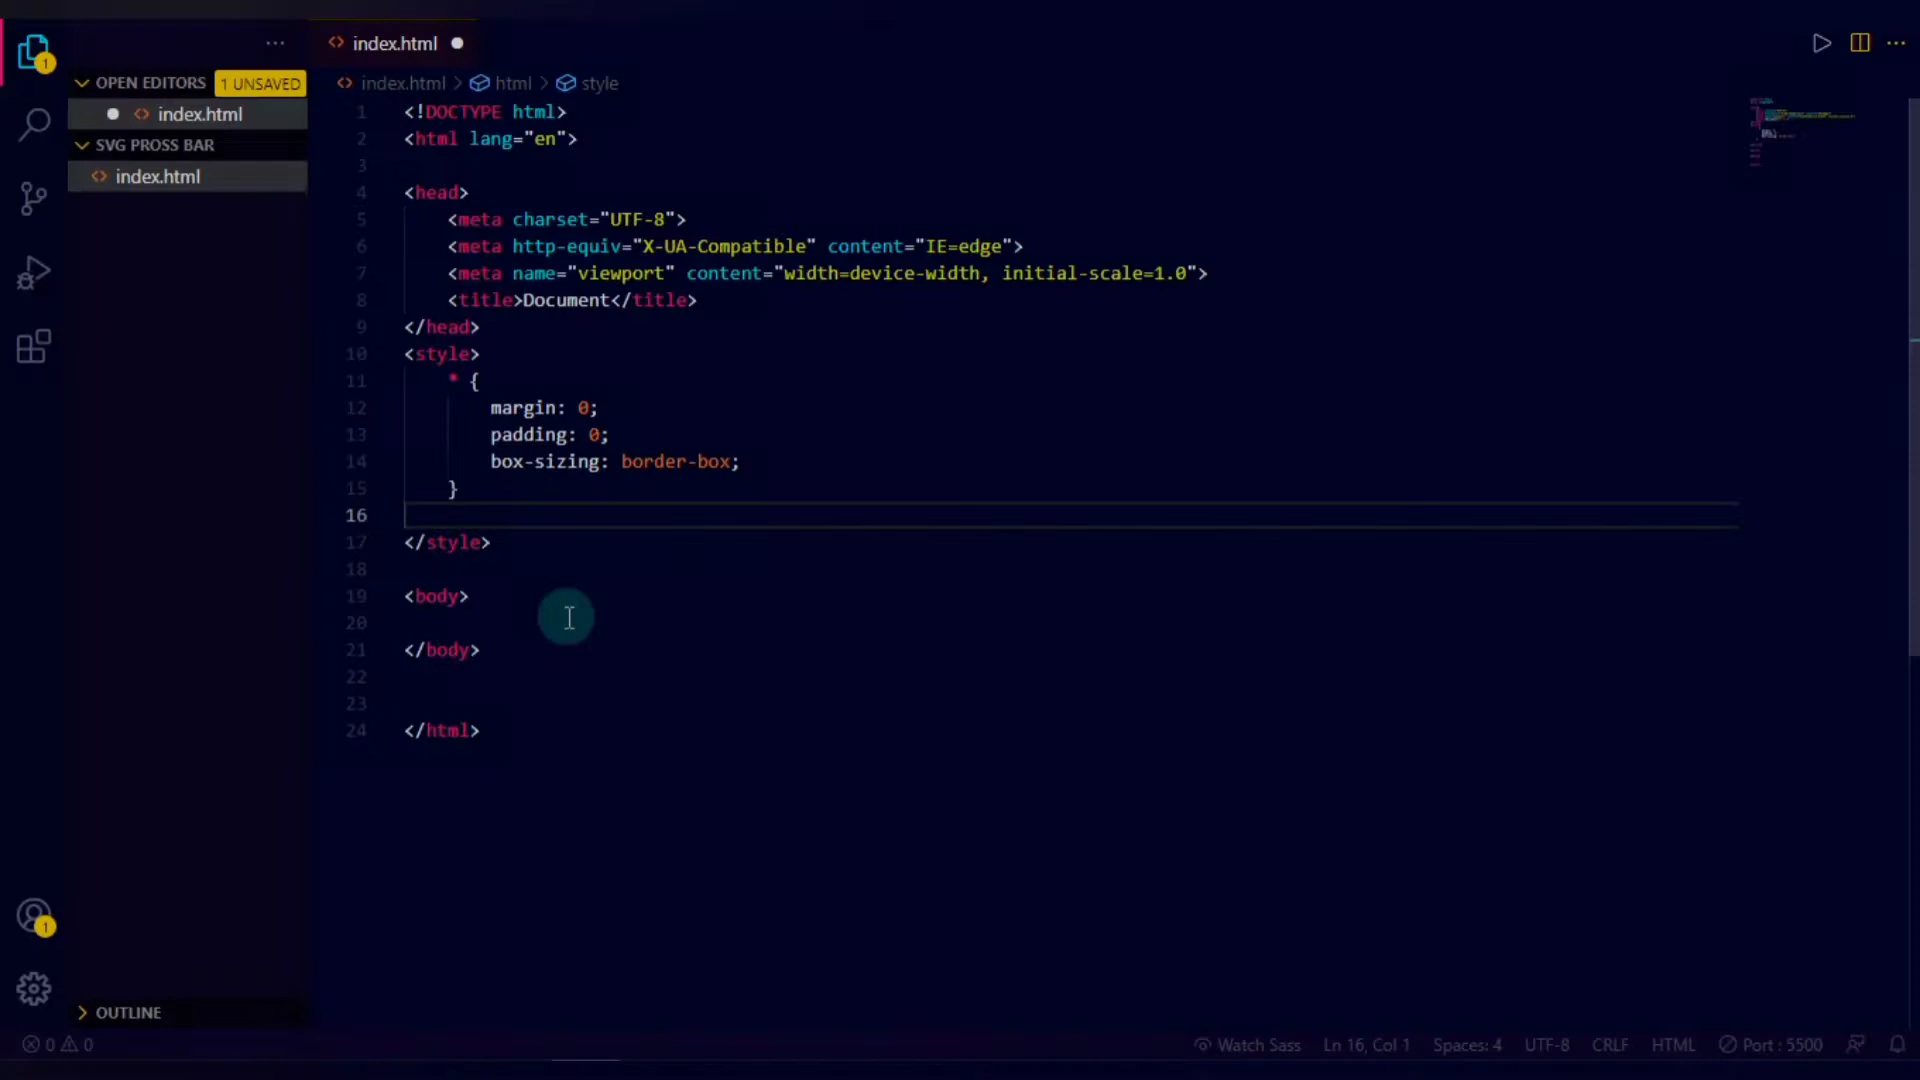 index.html
OPEN EDITORS 1 UNSAVED
index.html
SVG PROSS BAR
index.html
index.html > html > style
1 <!DOCTYPE html>
2 <html lang="en">
3
4 <head>
5     <meta charset="UTF-8">
6     <meta http-equiv="X-UA-Compatible" content="IE=edge">
7     <meta name="viewport" content="width=device-width, initial-scale=1.0">
8     <title>Document</title>
9 </head>
10 <style>
11     * {
12         margin: 0;
13         padding: 0;
14         box-sizing: border-box;
15     }
16
17 </style>
18
19 <body>
20
21 </body>
22
23
24 </html>
1
1
OUTLINE
0 0 Watch Sass Ln 16, Col 1 Spaces: 4 UTF-8 CRLF HTML Port : 5500